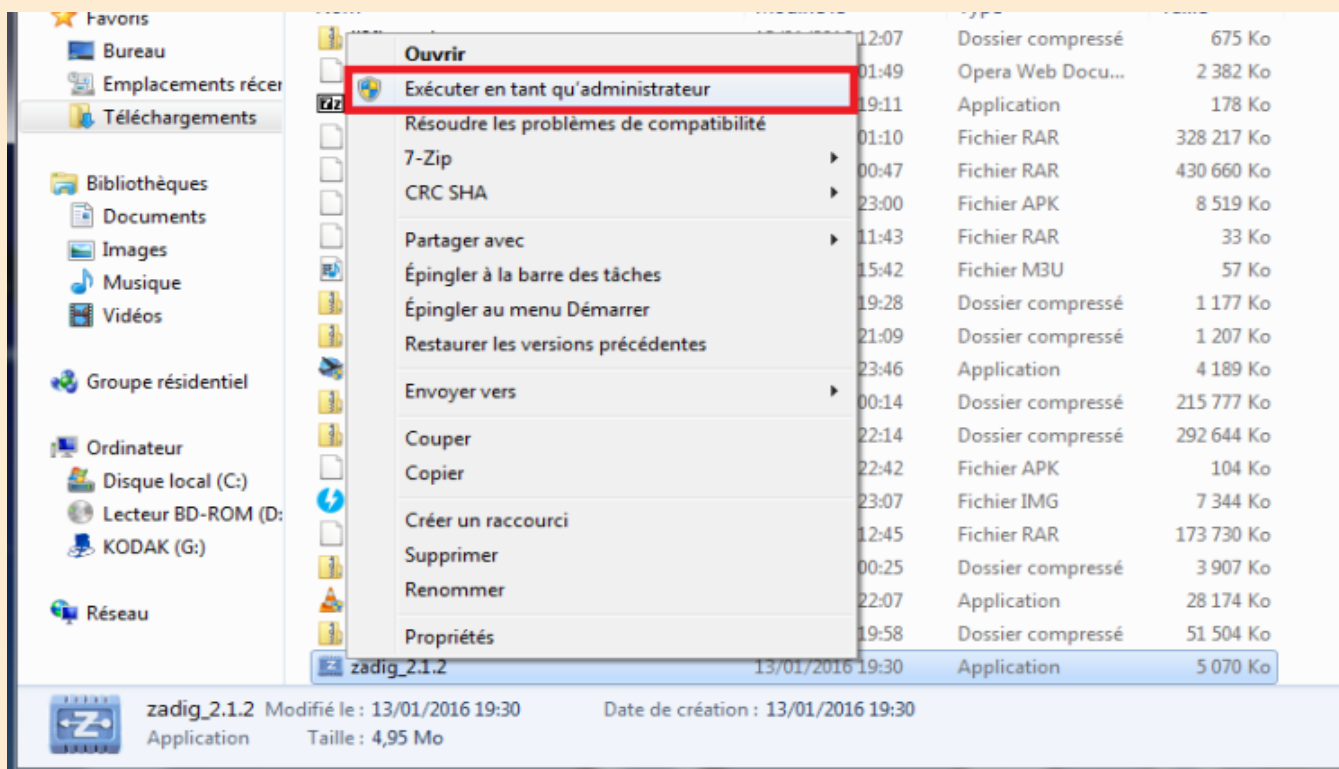 Favoris
Bureau
Emplacements récer
Téléchargements
Bibliothèques
Documents
Images
Musique
Vidéos
Groupe résidentiel
Ordinateur
Disque local (C:)
Lecteur BD-ROM (D:
KODAK (G:)
Réseau
Ouvrir
Exécuter en tant qu'administrateur
Résoudre les problèmes de compatibilité
7-Zip
CRC SHA
Partager avec
Épingler à la barre des tâches
Épingler au menu Démarrer
Restaurer les versions précédentes
Envoyer vers
Couper
Copier
Créer un raccourci
Supprimer
Renommer
Propriétés
12:07 Dossier compressé 675 Ko
01:49 Opera Web Docu... 2 382 Ko
19:11 Application 178 Ko
01:10 Fichier RAR 328 217 Ko
00:47 Fichier RAR 430 660 Ko
23:00 Fichier APK 8 519 Ko
11:43 Fichier RAR 33 Ko
15:42 Fichier M3U 57 Ko
19:28 Dossier compressé 1 177 Ko
21:09 Dossier compressé 1 207 Ko
23:46 Application 4 189 Ko
00:14 Dossier compressé 215 777 Ko
22:14 Dossier compressé 292 644 Ko
22:42 Fichier APK 104 Ko
23:07 Fichier IMG 7 344 Ko
12:45 Fichier RAR 173 730 Ko
00:25 Dossier compressé 3 907 Ko
22:07 Application 28 174 Ko
19:58 Dossier compressé 51 504 Ko
zadig_2.1.2 13/01/2016 19:30 Application 5 070 Ko
zadig_2.1.2 Modifié le : 13/01/2016 19:30 Date de création : 13/01/2016 19:30
Application Taille : 4,95 Mo